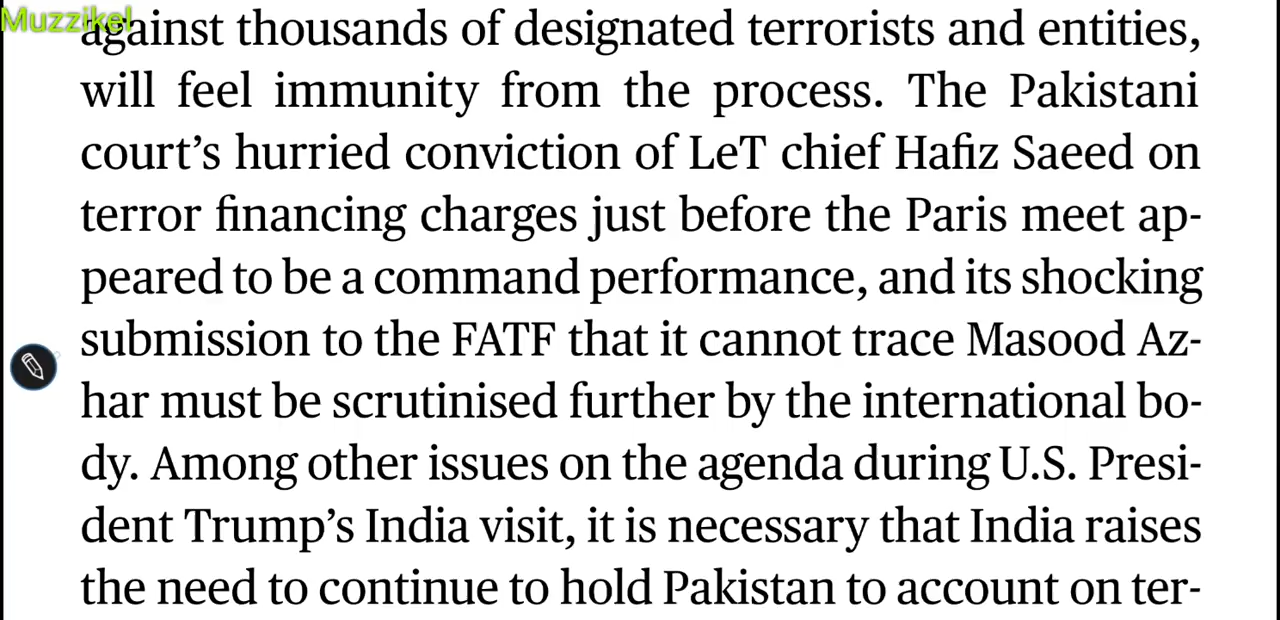 Muzzikel
against thousands of designated terrorists and entities,
will feel immunity from the process. The Pakistani
court's hurried conviction of LeT chief Hafiz Saeed on
terror financing charges just before the Paris meet ap-
peared to be a command performance, and its shocking
submission to the FATF that it cannot trace Masood Az-
har must be scrutinised further by the international bo-
dy. Among other issues on the agenda during U.S. Presi-
dent Trump's India visit, it is necessary that India raises
the need to continue to hold Pakistan to account on ter-